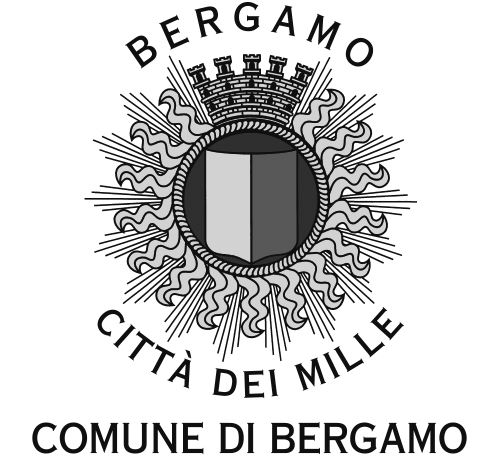 BERGAMO
CITTÀ DEI MILLE
COMUNE DI BERGAMO